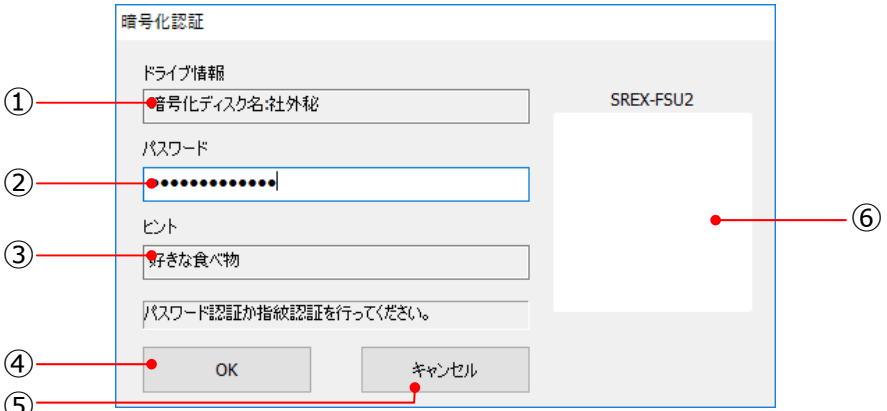 暗号化認証
ドライブ情報
① 暗号化ディスク名:社外秘
SREX-FSU2
パスワード
② ●●●●●●●●●●●●●
ヒント
⑥
③ 好きな食べ物
パスワード認証か指紋認証を行ってください。
④ OK キャンセル
⑤